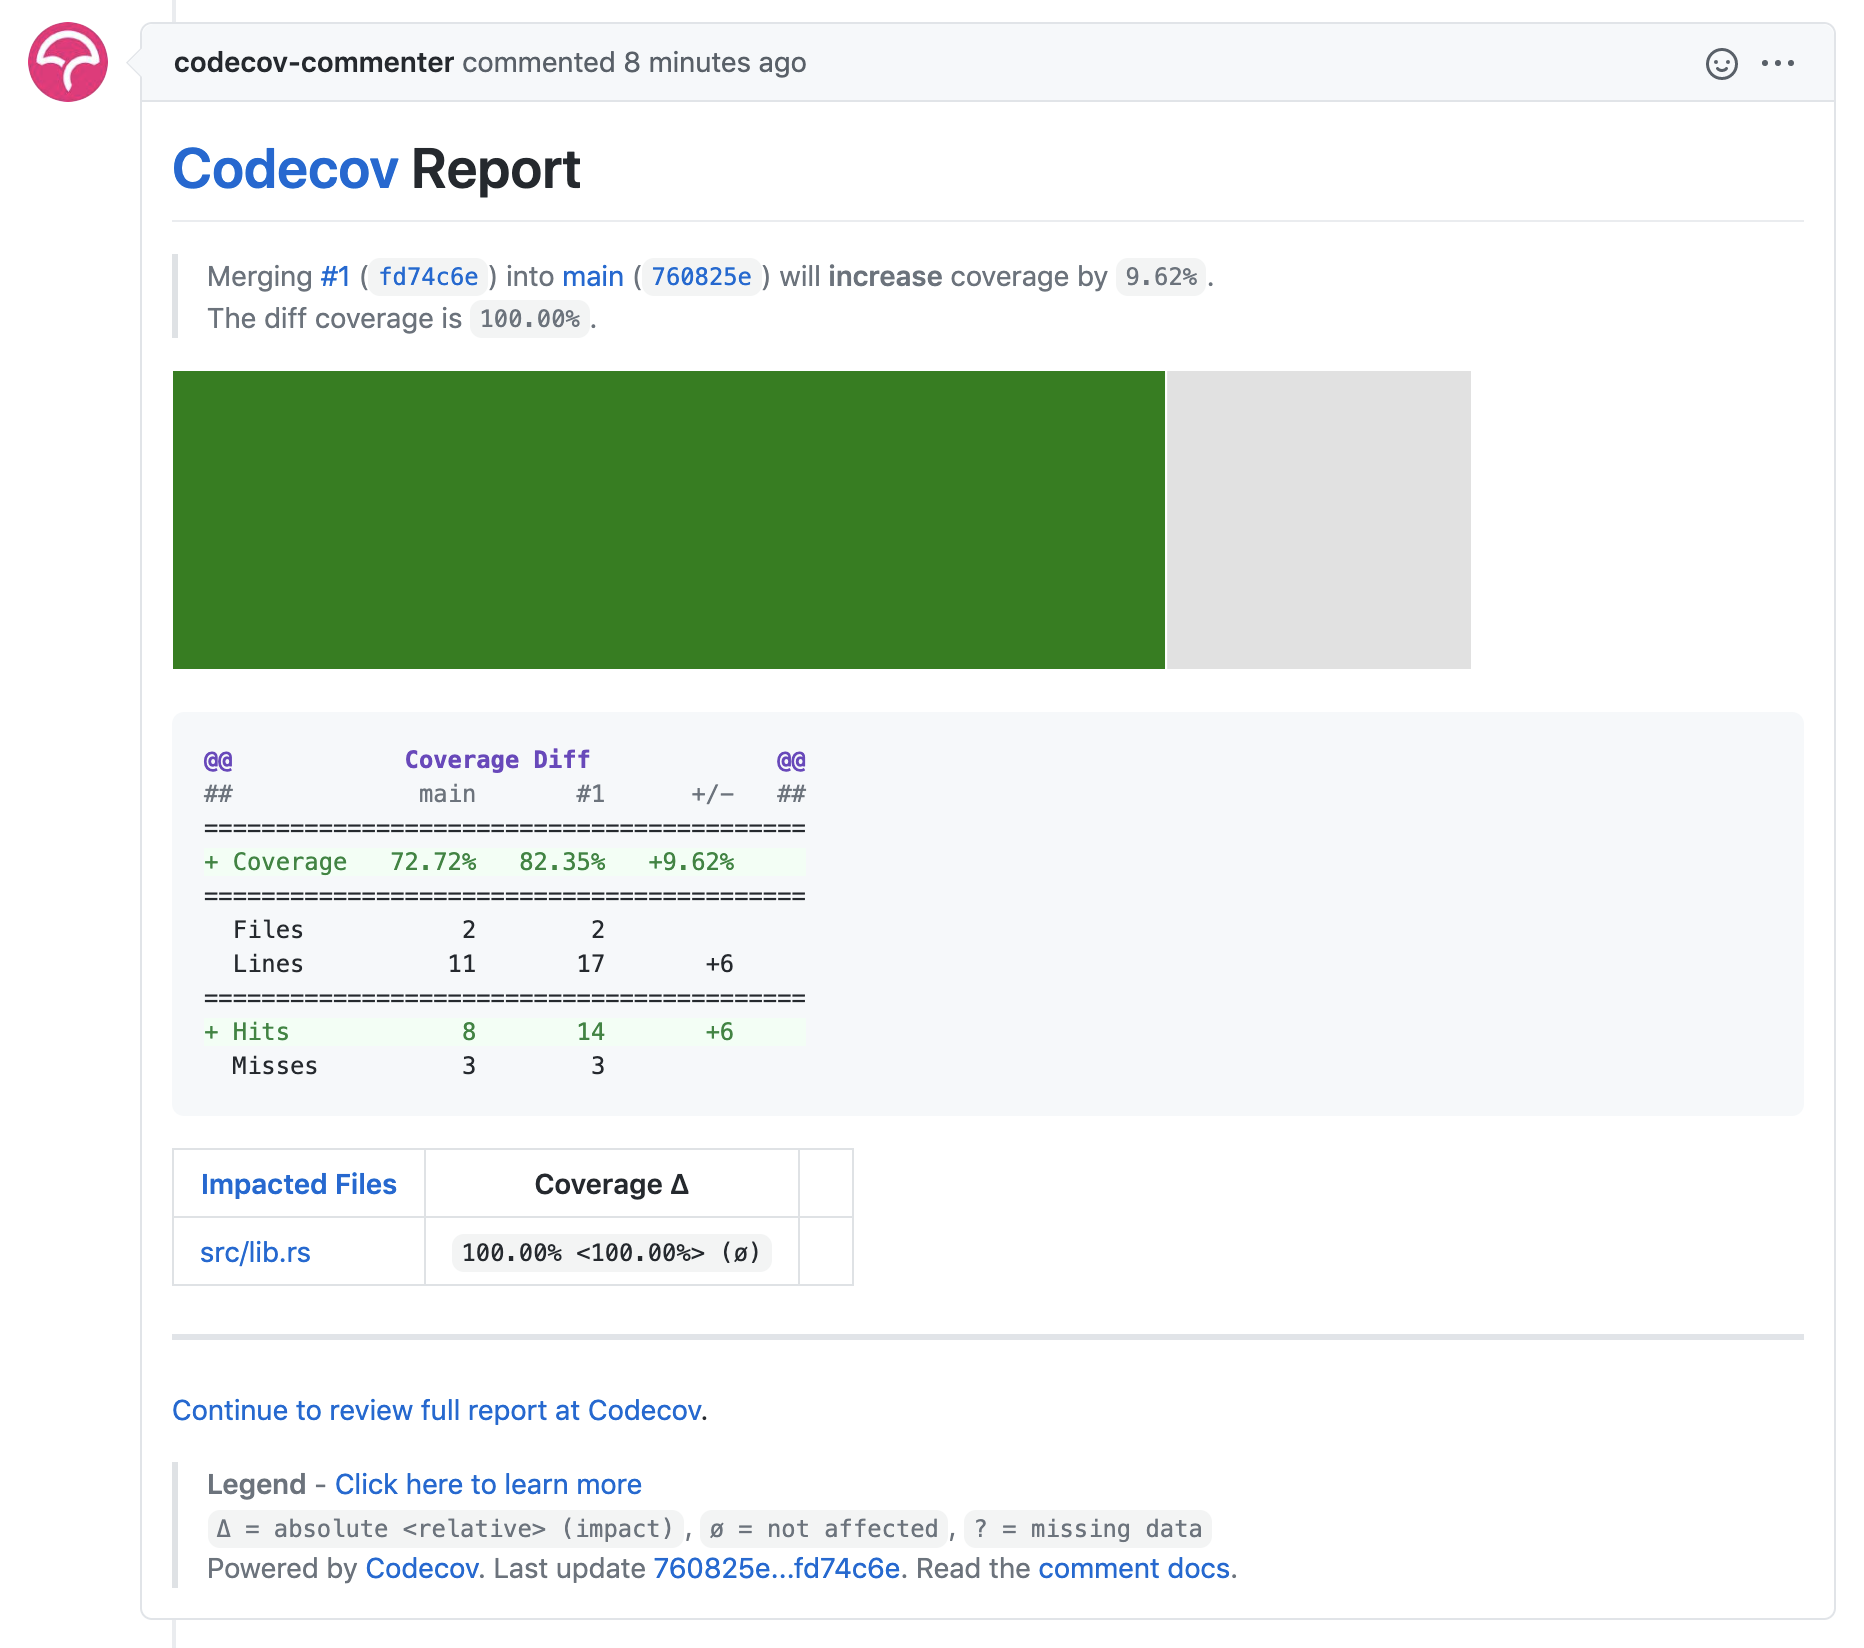 codecov-commenter commented 8 minutes ago
Codecov Report
Merging #1 (fd74c6e) into main (760825e) will increase coverage by 9.62%.
The diff coverage is 100.00%.
@@             Coverage Diff             @@
##             main       #1      +/-   ##
==========================================
+ Coverage   72.72%   82.35%   +9.62%
==========================================
  Files           2        2
  Lines          11       17       +6
==========================================
+ Hits            8       14       +6
  Misses          3        3
Impacted Files Coverage Δ
src/lib.rs 100.00% <100.00%> (ø)
Continue to review full report at Codecov.
Legend - Click here to learn more
Δ = absolute <relative> (impact), ø = not affected, ? = missing data
Powered by Codecov. Last update 760825e...fd74c6e. Read the comment docs.